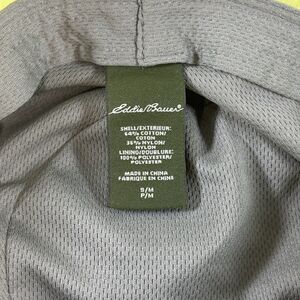 Eddie Bauer®
SHELL/EXTERIEUR:
64% COTTON/
COTON
36% NYLON/
NYLON
LINING/DOUBLURE:
100% POLYESTER/
POLYESTER
MADE IN CHINA
FABRIQUE EN CHINA
S/M
P/M